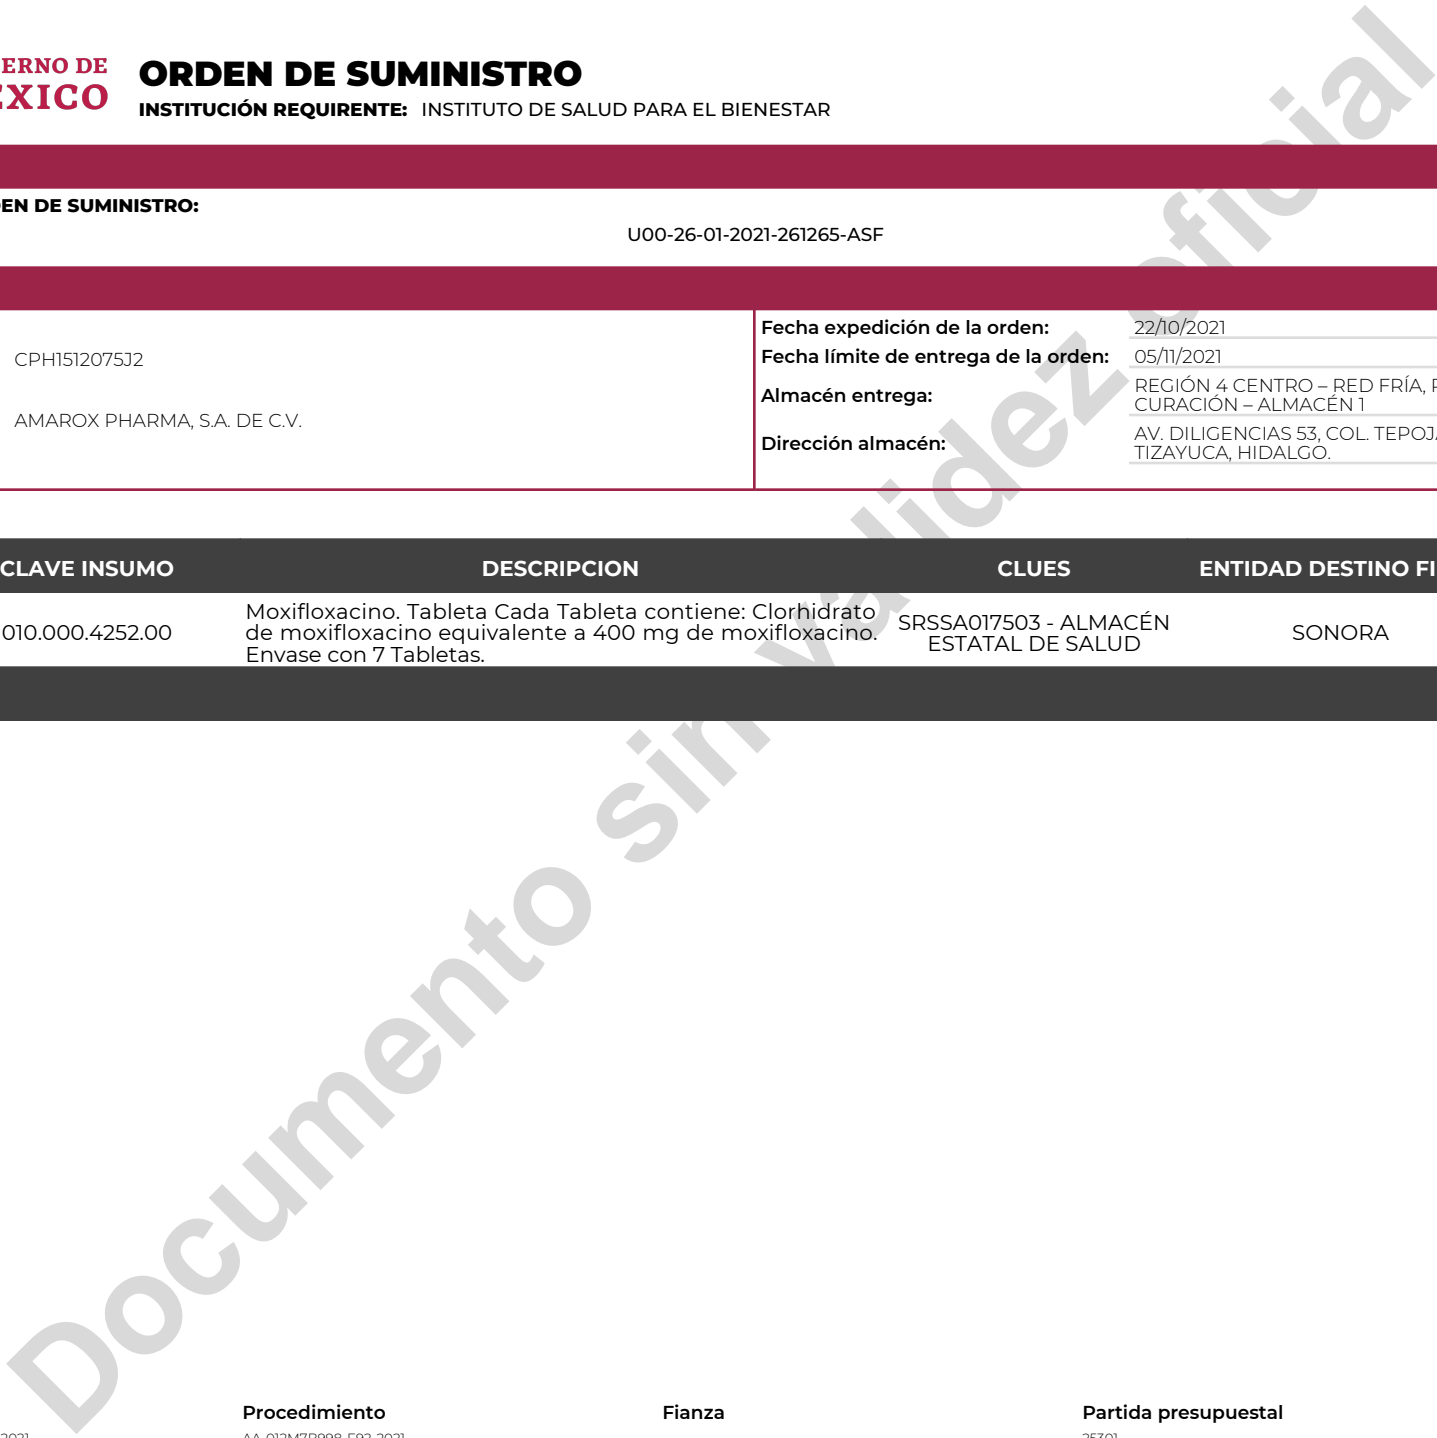 ERNO DE
ÉXICO
ORDEN DE SUMINISTRO
INSTITUCIÓN REQUIRENTE: INSTITUTO DE SALUD PARA EL BIENESTAR
EN DE SUMINISTRO:
U00-26-01-2021-261265-ASF
CPH1512075J2
AMAROX PHARMA, S.A. DE C.V.
Fecha expedición de la orden: 22/10/2021
Fecha límite de entrega de la orden: 05/11/2021
Almacén entrega: REGIÓN 4 CENTRO – RED FRÍA,
CURACIÓN – ALMACÉN 1
Dirección almacén: AV. DILIGENCIAS 53, COL. TEPOJ
TIZAYUCA, HIDALGO.
CLAVE INSUMO DESCRIPCION CLUES ENTIDAD DESTINO FI
010.000.4252.00
Moxifloxacino. Tableta Cada Tableta contiene: Clorhidrato
de moxifloxacino equivalente a 400 mg de moxifloxacino.
Envase con 7 Tabletas.
SRSSA017503 - ALMACÉN
ESTATAL DE SALUD
SONORA
Documento sin validez oficial
Procedimiento Fianza Partida presupuestal